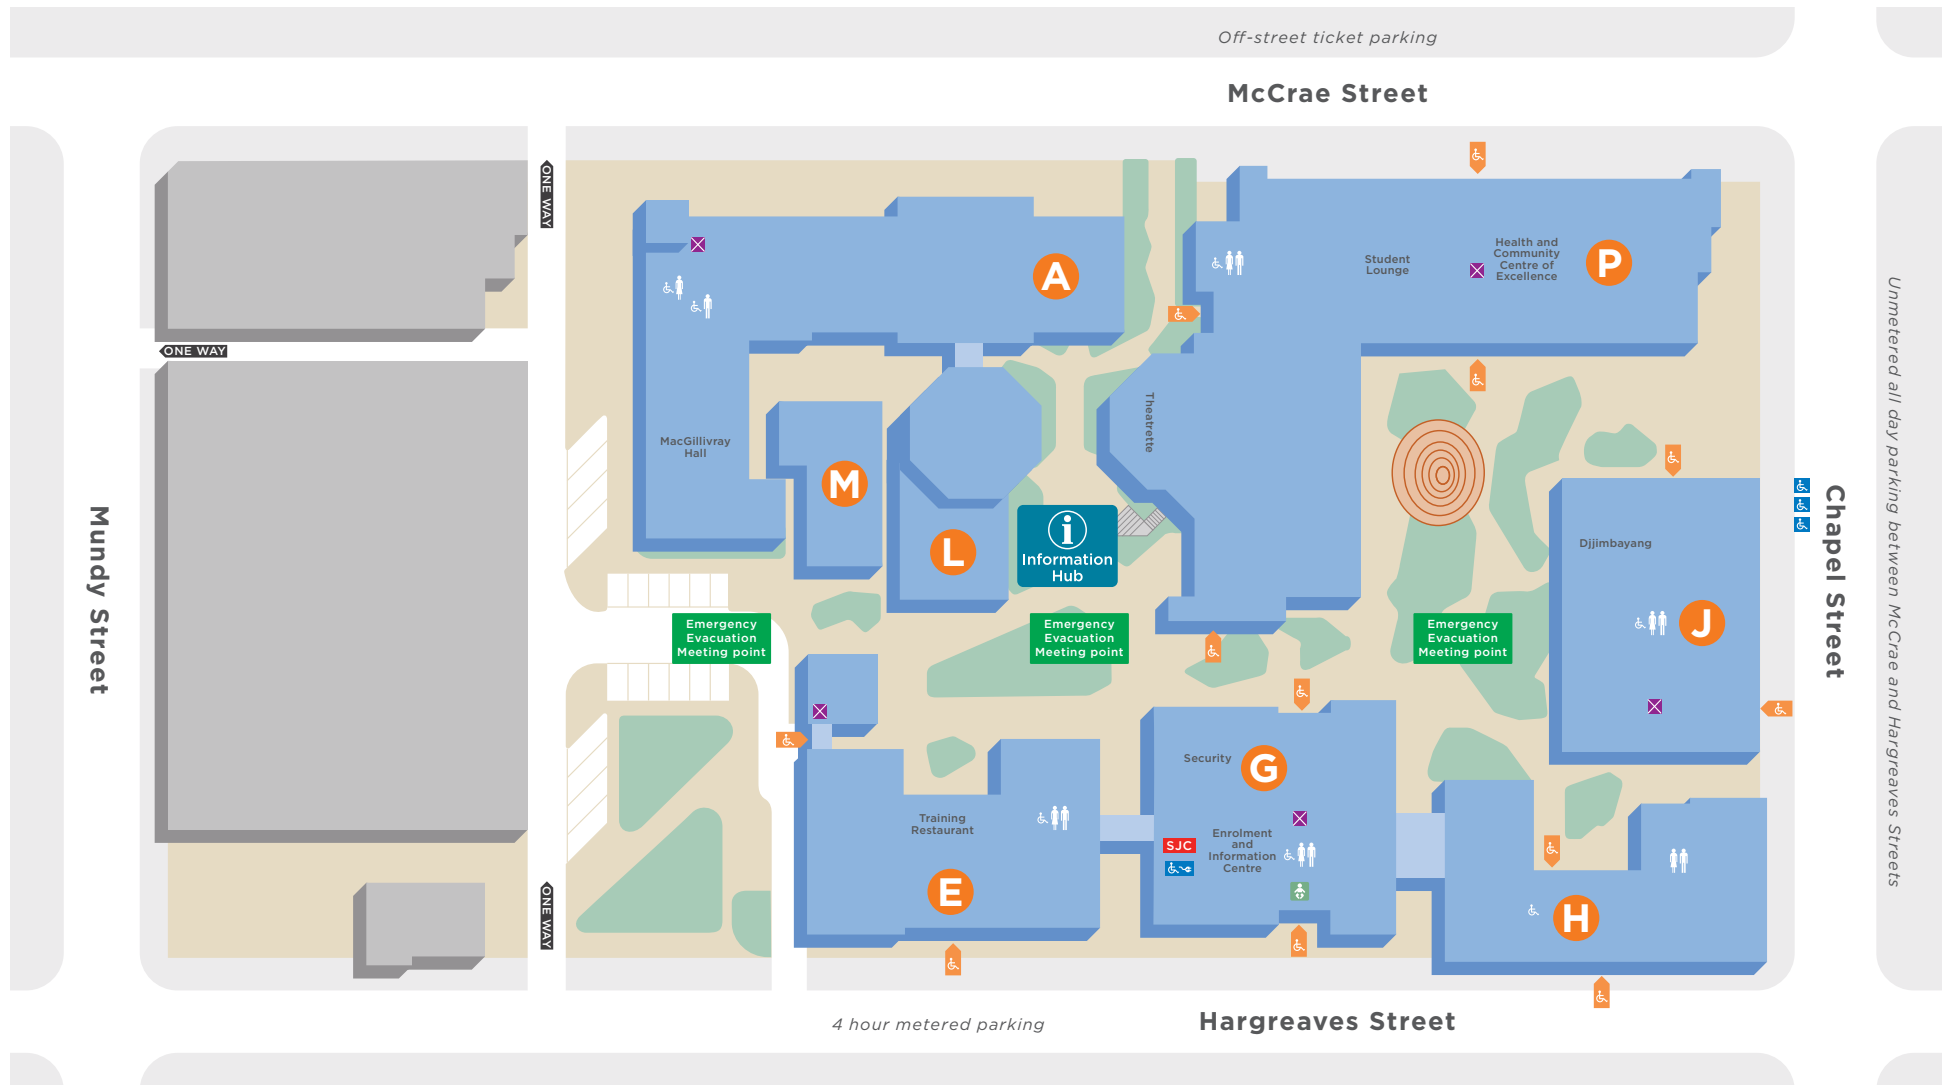 Off-street ticket parking
McCrae Street
ONE WAY
ONE WAY
A
Student
Lounge
Health and
Community
Centre of
Excellence
P
Theatrette
MacGillivray
Hall
M
L
i
Information
Hub
Djjimbayang
J
Mundy Street
Chapel Street
Unmetered all day parking between McCrae and Hargreaves Streets
Emergency
Evacuation
Meeting point
Emergency
Evacuation
Meeting point
Emergency
Evacuation
Meeting point
Security
G
Training
Restaurant
E
SJC
Enrolment
and
Information
Centre
H
ONE WAY
4 hour metered parking
Hargreaves Street